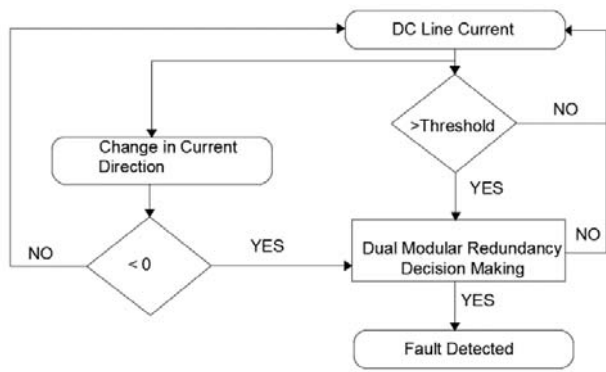 DC Line Current
>Threshold
NO
Change in Current
Direction
YES
NO
< 0
YES
Dual Modular Redundancy
Decision Making
NO
YES
Fault Detected